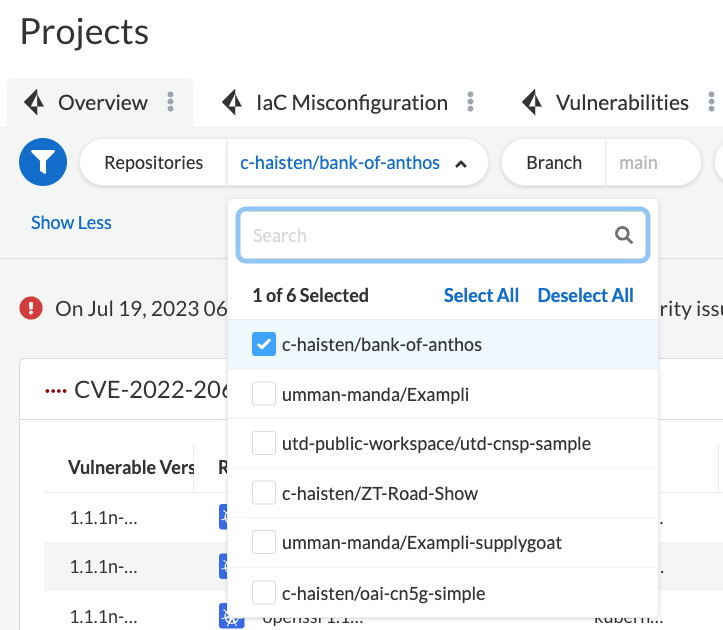 Projects
Overview
IaC Misconfiguration
Vulnerabilities
Repositories
c-haisten/bank-of-anthos
Branch
main
Show Less
Search
1 of 6 Selected
Select All
Deselect All
On Jul 19, 2023 06
rity issu
c-haisten/bank-of-anthos
umman-manda/Exampli
utd-public-workspace/utd-cnsp-sample
c-haisten/ZT-Road-Show
umman-manda/Exampli-supplygoat
c-haisten/oai-cn5g-simple
CVE-2022-206
Vulnerable Vers
R
1.1.1n-...
1.1.1n-...
1.1.1n-...
openssl 1.1...
kubern...